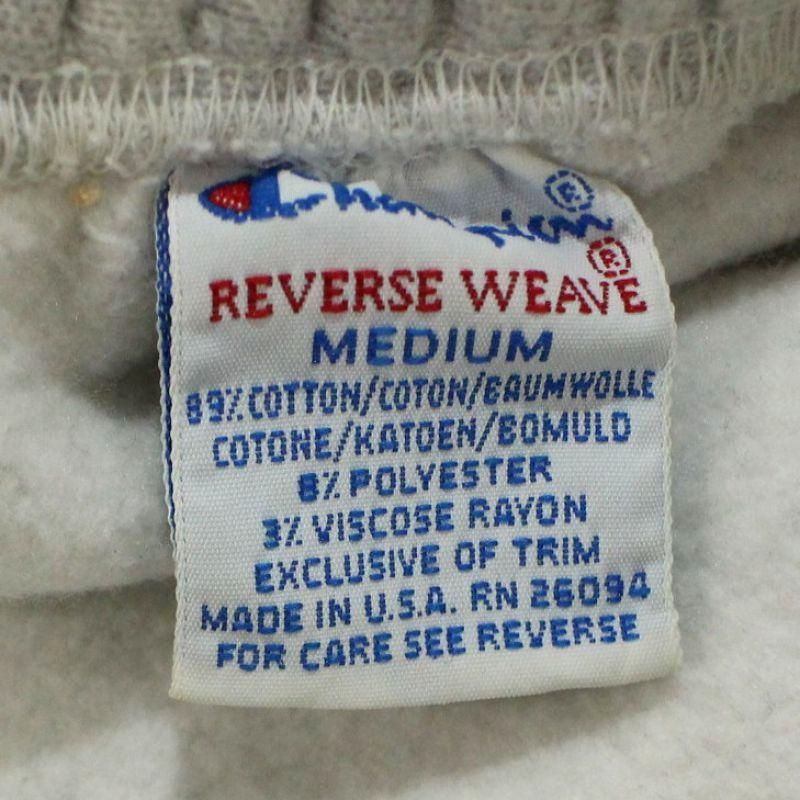 Champion®
REVERSE WEAVE®
MEDIUM
89% COTTON/COTON/BAUMWOLLE
COTONE/KATOEN/BOMULD
8% POLYESTER
3% VISCOSE RAYON
EXCLUSIVE OF TRIM
MADE IN U.S.A. RN 26094
FOR CARE SEE REVERSE